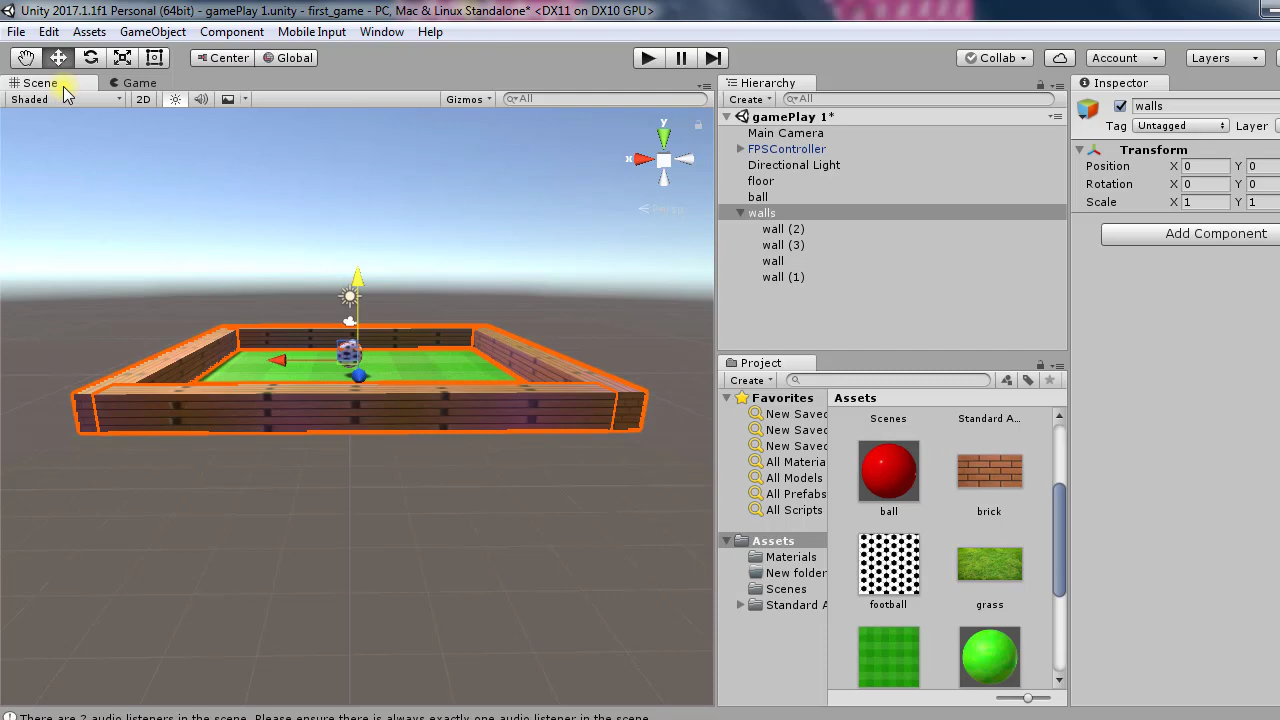 Unity 2017.1.1f1 Personal (64bit) - gamePlay 1.unity - first_game - PC, Mac & Linux Standalone* <DX11 on DX10 GPU>
File Edit Assets GameObject Component Mobile Input Window Help
Center Global Collab Account Layers
Scene Game
Shaded 2D Gizmos All
y
x
Persp
Hierarchy
Create All
gamePlay 1*
Main Camera
FPSController
Directional Light
floor
ball
walls
wall (2)
wall (3)
wall
wall (1)
Project
Create
Favorites
New Saved
New Saved
New Saved
All Materia
All Models
All Prefabs
All Scripts
Assets
Materials
New folder
Scenes
Standard A
Assets
Scenes Standard A...
ball brick
football grass
Inspector
walls
Tag Untagged Layer
Transform
Position X 0 Y 0
Rotation X 0 Y 0
Scale X 1 Y 1
Add Component
There are 2 audio listeners in the scene. Please ensure there is always exactly one audio listener in the scene